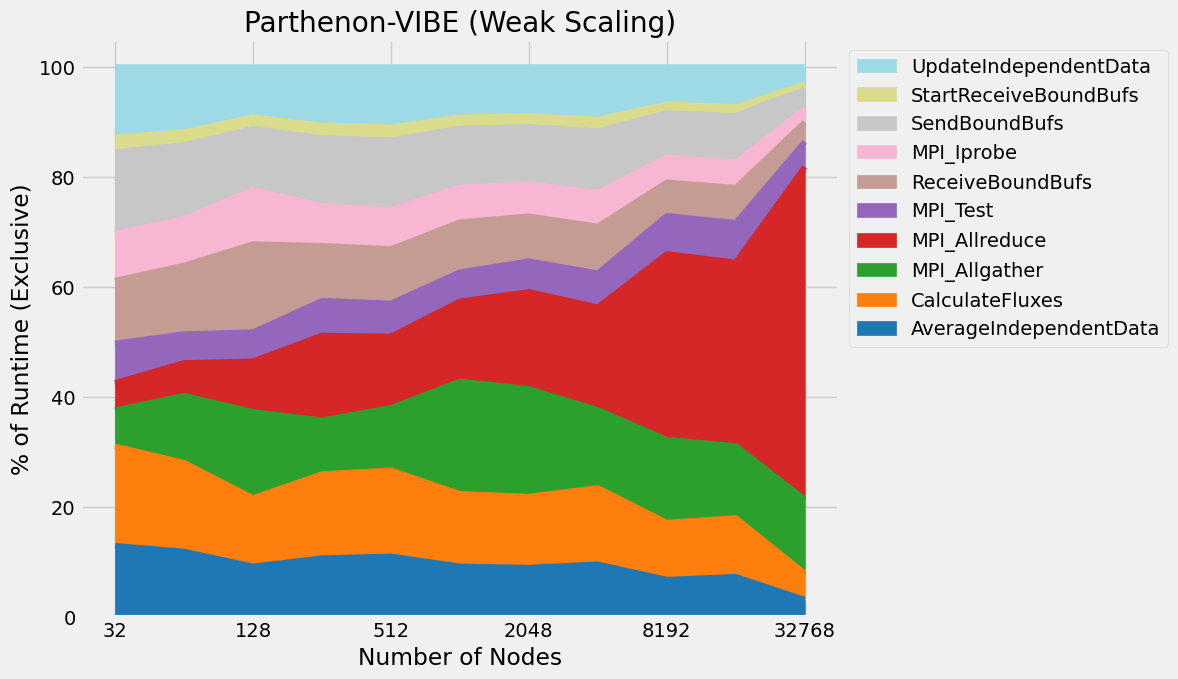 Parthenon-VIBE (Weak Scaling)
% of Runtime (Exclusive)
100
80
60
40
20
0
32 128 512 2048 8192 32768
Number of Nodes
UpdateIndependentData
StartReceiveBoundBufs
SendBoundBufs
MPI_Iprobe
ReceiveBoundBufs
MPI_Test
MPI_Allreduce
MPI_Allgather
CalculateFluxes
AverageIndependentData